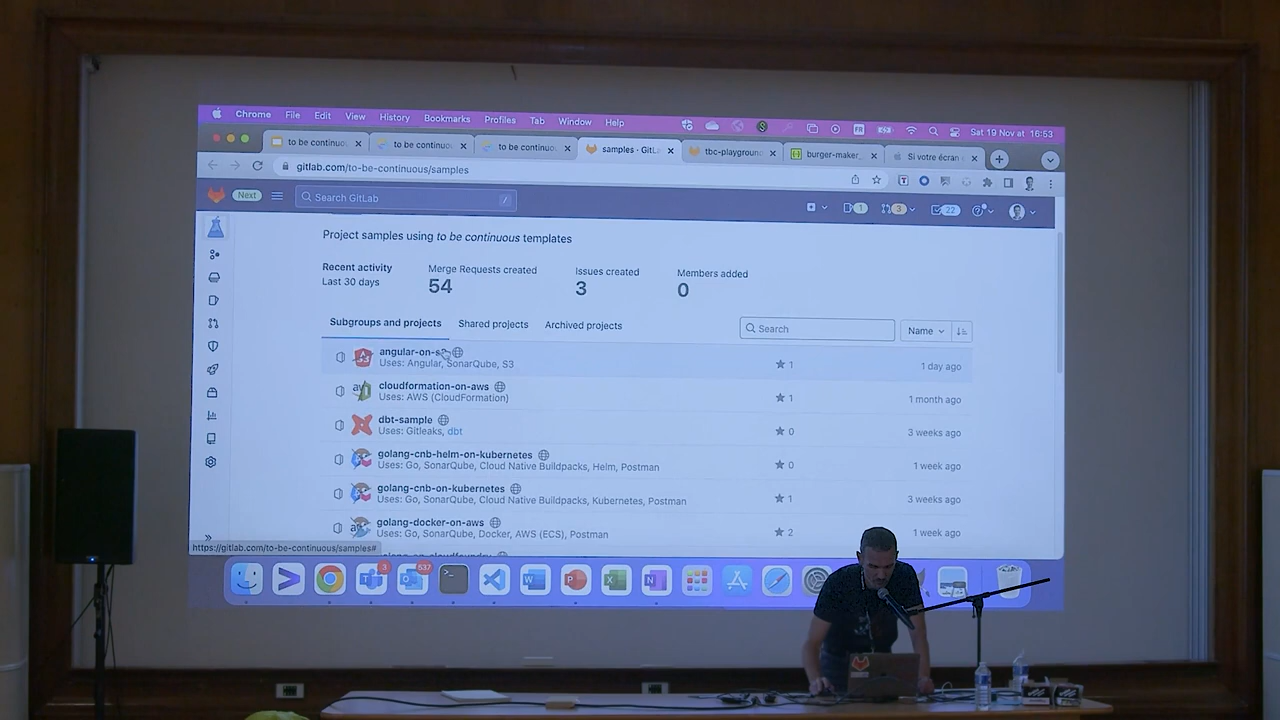 Chrome File Edit View History Bookmarks Profiles Tab Window Help FR Sat 19 Nov at 16:53
to be continuo to be continuo to be continuo samples · GitLa tbc-playground burger-maker_ Si votre écran
gitlab.com/to-be-continuous/samples
Next Search GitLab / 1 3 22
Project samples using to be continuous templates
Recent activity Merge Requests created Issues created Members added
Last 30 days 54 3 0
Subgroups and projects Shared projects Archived projects Search Name
angular-on-s
Uses: Angular, SonarQube, S3 1 1 day ago
cloudformation-on-aws
Uses: AWS (CloudFormation) 1 1 month ago
dbt-sample
Uses: Gitleaks, dbt 0 3 weeks ago
golang-cnb-helm-on-kubernetes
Uses: Go, SonarQube, Cloud Native Buildpacks, Helm, Postman 0 1 week ago
golang-cnb-on-kubernetes
Uses: Go, SonarQube, Cloud Native Buildpacks, Kubernetes, Postman 1 3 weeks ago
golang-docker-on-aws
Uses: Go, SonarQube, Docker, AWS (ECS), Postman 2 1 week ago
https://gitlab.com/to-be-continuous/samples#
3 537 W P X N